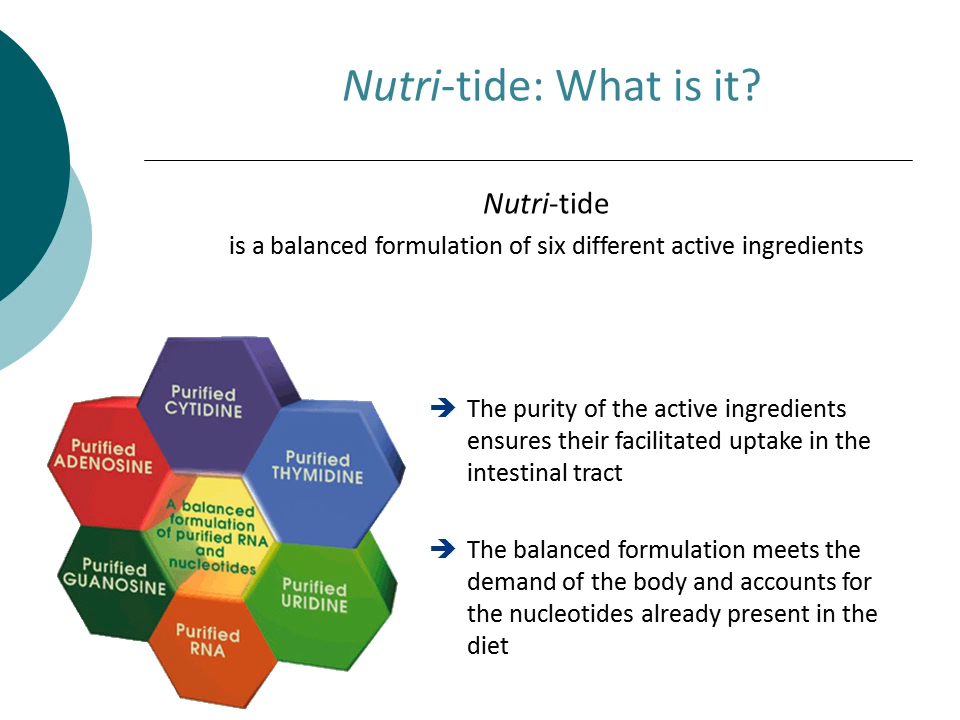 Nutri-tide: What is it?
Nutri-tide
is a balanced formulation of six different active ingredients
Purified
CYTIDINE
Purified
ADENOSINE
Purified
THYMIDINE
A balanced
formulation
of purified RNA
and
nucleotides
Purified
GUANOSINE
Purified
URIDINE
Purified
RNA
➔ The purity of the active ingredients
ensures their facilitated uptake in the
intestinal tract
➔ The balanced formulation meets the
demand of the body and accounts for
the nucleotides already present in the
diet